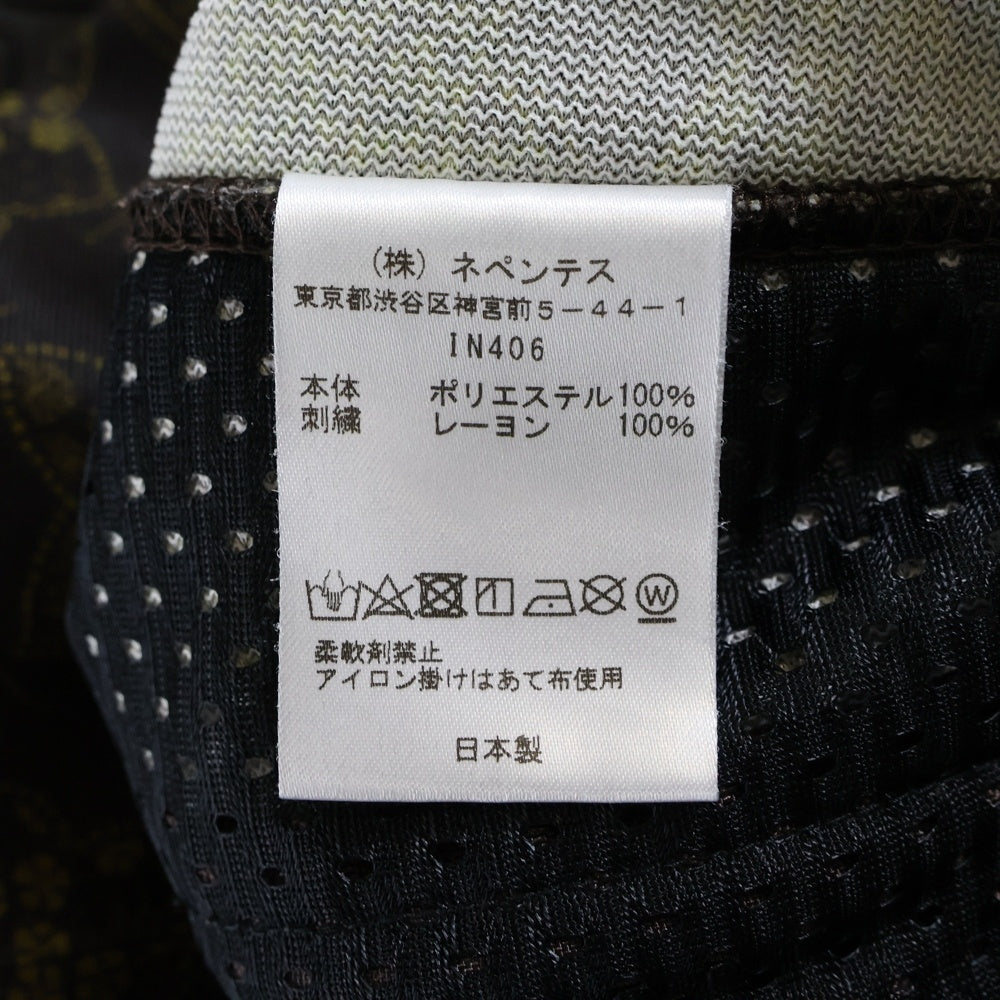 （株）ネペンテス
東京都渋谷区神宮前５－４４－１
IN406
本体 ポリエステル100%
刺繍 レーヨン 100%
W
柔軟剤禁止
アイロン掛けはあて布使用
日本製